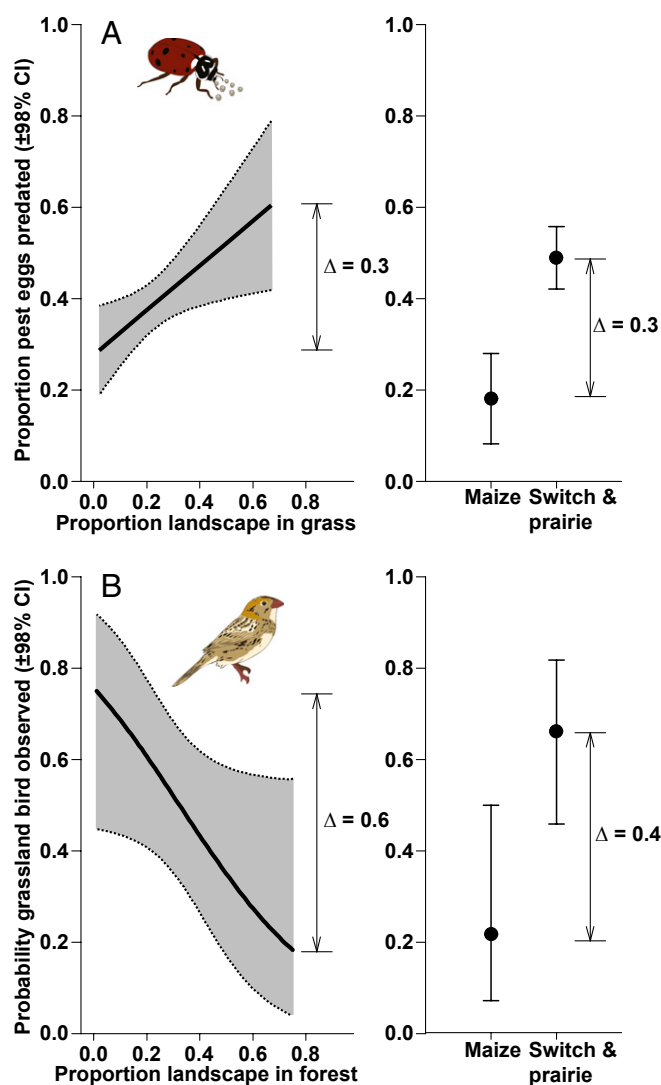 A
Proportion pest eggs predated (±98% CI)
1.0
0.8
0.6
0.4
0.2
0.0
0.0 0.2 0.4 0.6 0.8
Proportion landscape in grass
Δ = 0.3
1.0
0.8
0.6
0.4
0.2
0.0
Maize Switch &
prairie
Δ = 0.3
B
Probability grassland bird observed (±98% CI)
1.0
0.8
0.6
0.4
0.2
0.0
0.0 0.2 0.4 0.6 0.8
Proportion landscape in forest
Δ = 0.6
1.0
0.8
0.6
0.4
0.2
0.0
Maize Switch &
prairie
Δ = 0.4